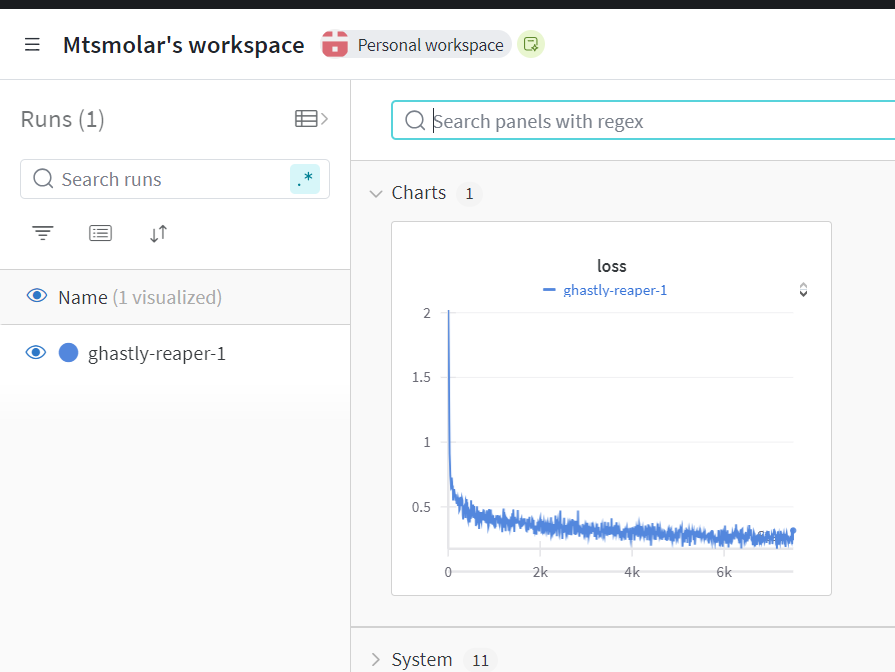 Mtsmolar's workspace
Personal workspace
Runs (1)
Search runs
.*
Name (1 visualized)
ghastly-reaper-1
Search panels with regex
Charts 1
loss
ghastly-reaper-1
2
1.5
1
0.5
0 2k 4k 6k
System 11